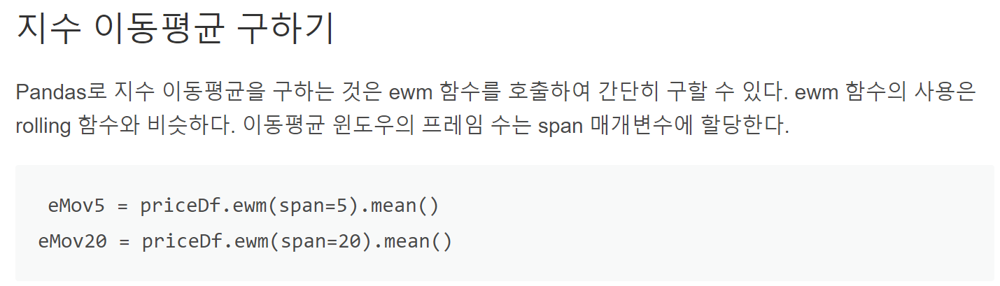 지수 이동평균 구하기
Pandas로 지수 이동평균을 구하는 것은 ewm 함수를 호출하여 간단히 구할 수 있다. ewm 함수의 사용은
rolling 함수와 비슷하다. 이동평균 윈도우의 프레임 수는 span 매개변수에 할당한다.
eMov5 = priceDf.ewm(span=5).mean()
eMov20 = priceDf.ewm(span=20).mean()